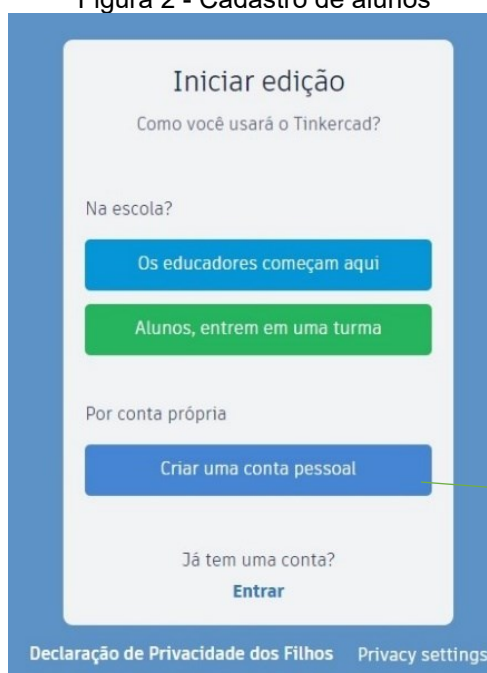 Figura 2 - Cadastro de alunos
Iniciar edição
Como você usará o Tinkercad?
Na escola?
Os educadores começam aqui
Alunos, entrem em uma turma
Por conta própria
Criar uma conta pessoal
Já tem uma conta?
Entrar
Declaração de Privacidade dos Filhos Privacy settings